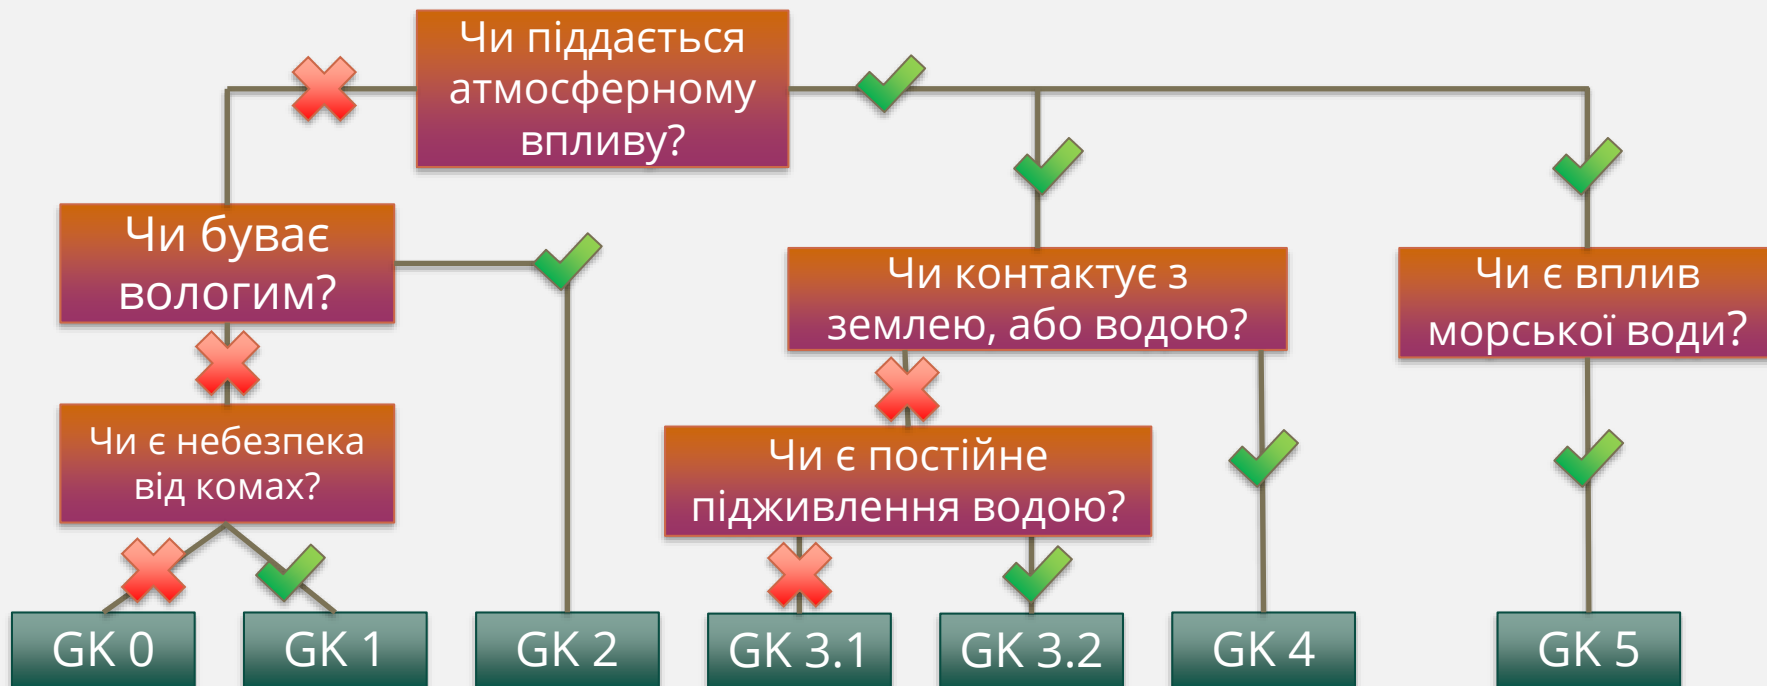 Чи піддається
атмосферному
впливу?
Чи буває
вологим?
Чи контактує з
землею, або водою?
Чи є вплив
морської води?
Чи є небезпека
від комах?
Чи є постійне
підживлення водою?
GK 0
GK 1
GK 2
GK 3.1
GK 3.2
GK 4
GK 5